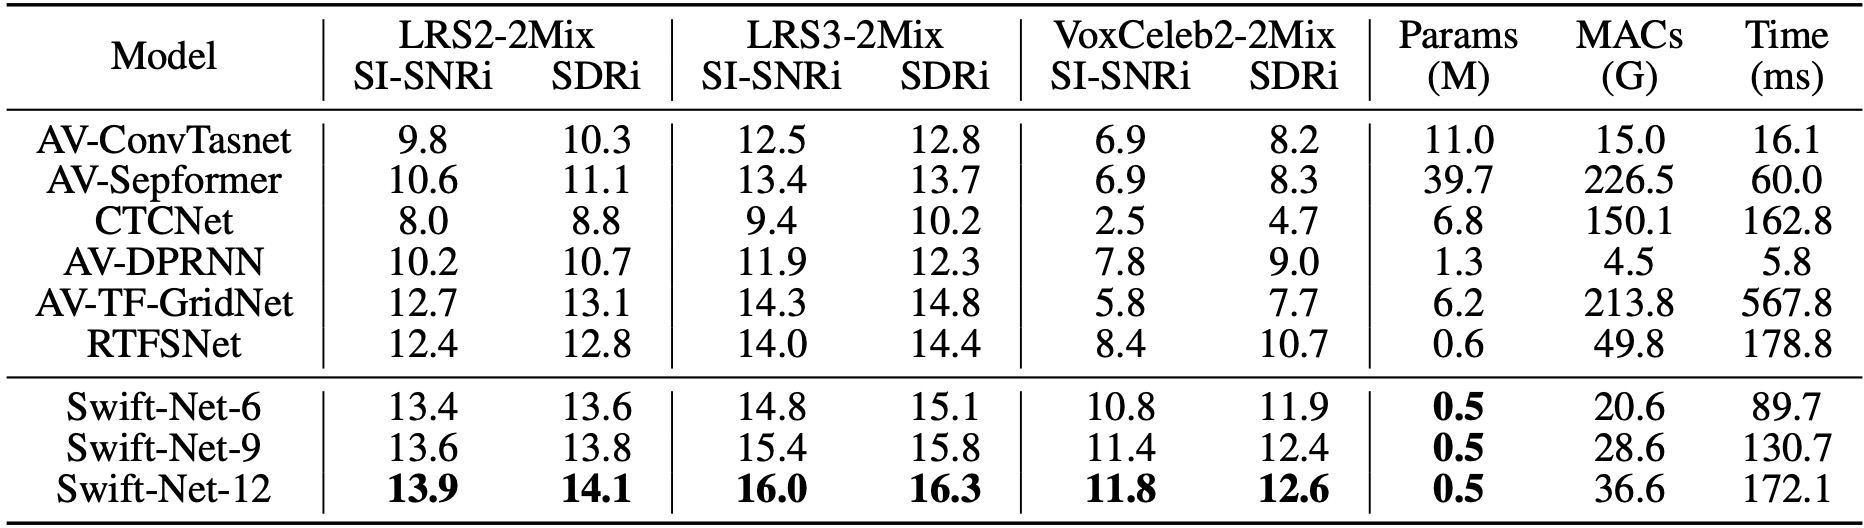 Model LRS2-2Mix LRS3-2Mix VoxCeleb2-2Mix Params MACs Time
SI-SNRi SDRi SI-SNRi SDRi SI-SNRi SDRi (M) (G) (ms)
AV-ConvTasnet 9.8 10.3 12.5 12.8 6.9 8.2 11.0 15.0 16.1
AV-Sepformer 10.6 11.1 13.4 13.7 6.9 8.3 39.7 226.5 60.0
CTCNet 8.0 8.8 9.4 10.2 2.5 4.7 6.8 150.1 162.8
AV-DPRNN 10.2 10.7 11.9 12.3 7.8 9.0 1.3 4.5 5.8
AV-TF-GridNet 12.7 13.1 14.3 14.8 5.8 7.7 6.2 213.8 567.8
RTFSNet 12.4 12.8 14.0 14.4 8.4 10.7 0.6 49.8 178.8
Swift-Net-6 13.4 13.6 14.8 15.1 10.8 11.9 0.5 20.6 89.7
Swift-Net-9 13.6 13.8 15.4 15.8 11.4 12.4 0.5 28.6 130.7
Swift-Net-12 13.9 14.1 16.0 16.3 11.8 12.6 0.5 36.6 172.1